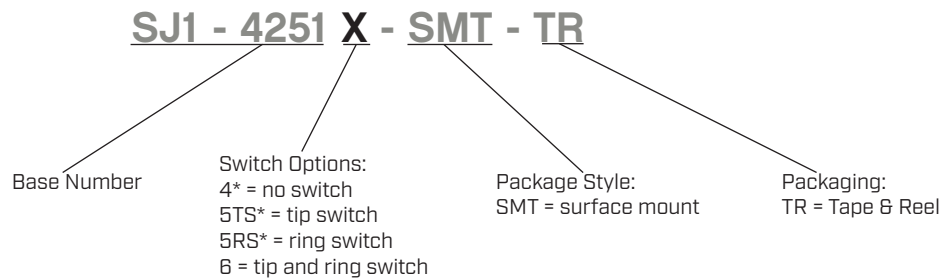 SJ1 - 4251 X - SMT - TR
Base Number
Switch Options:
4* = no switch
5TS* = tip switch
5RS* = ring switch
6 = tip and ring switch
Package Style:
SMT = surface mount
Packaging:
TR = Tape & Reel